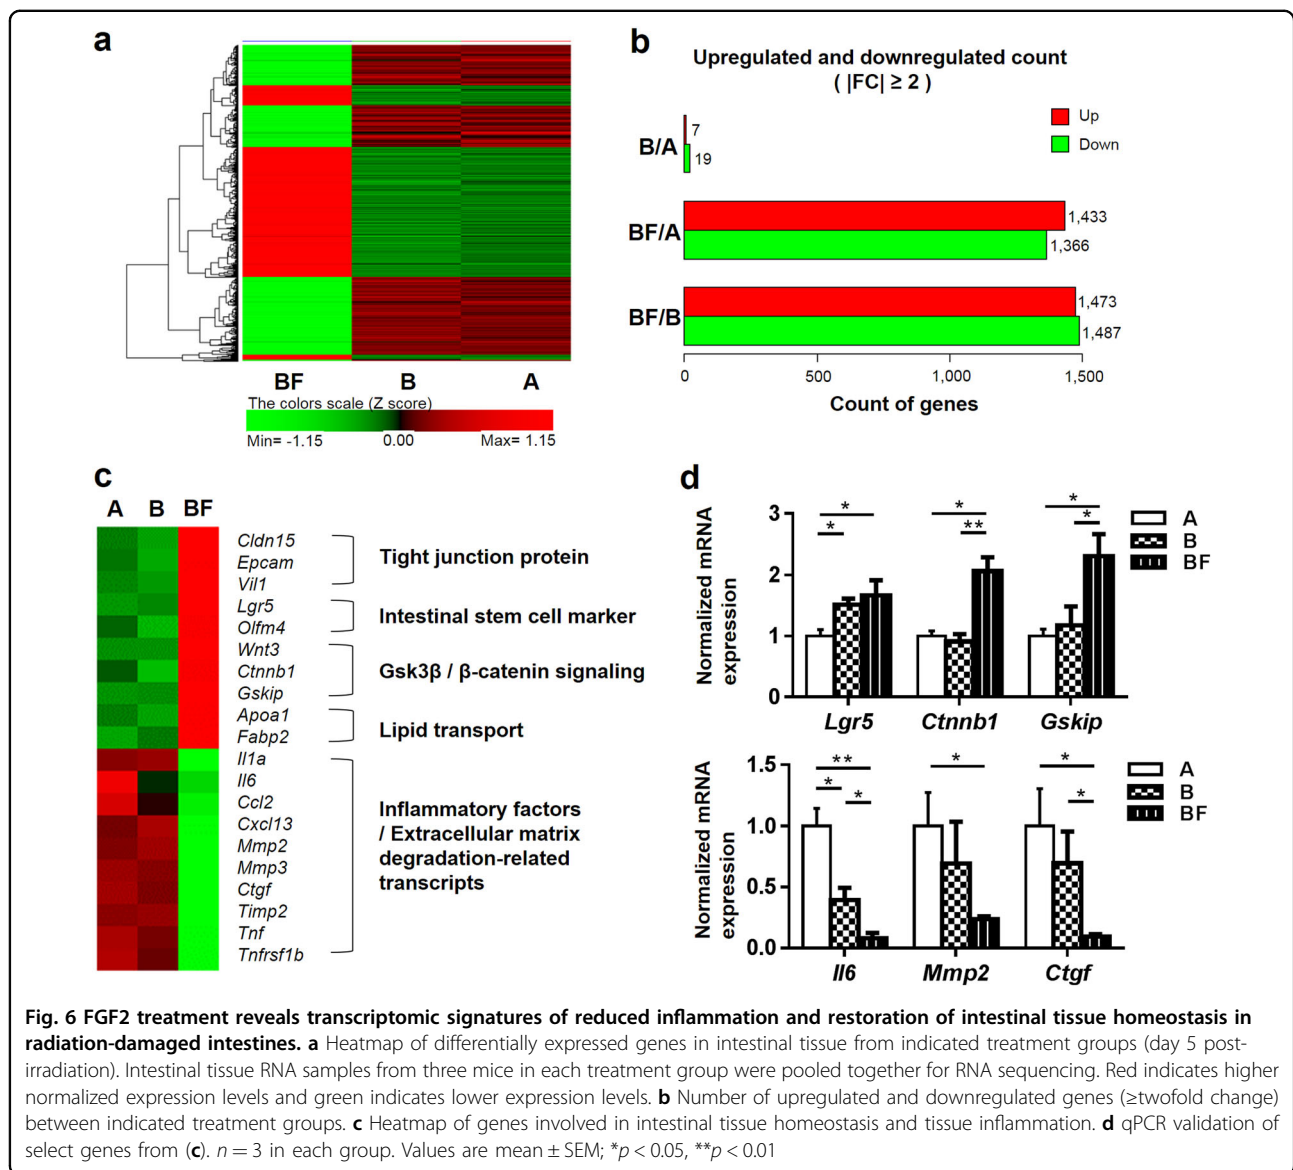 a
BF B A
The colors scale (Z score)
Min= -1.15 0.00 Max= 1.15
b
Upregulated and downregulated count
( |FC| ≥ 2 )
Up
Down
B/A
7
19
BF/A
1,433
1,366
BF/B
1,473
1,487
0 500 1,000 1,500
Count of genes
c
A B BF
Cldn15
Epcam
Vil1
Tight junction protein
Lgr5
Olfm4
Intestinal stem cell marker
Wnt3
Ctnnb1
Gskip
Gsk3β / β-catenin signaling
Apoa1
Fabp2
Lipid transport
Il1a
Il6
Ccl2
Cxcl13
Mmp2
Mmp3
Ctgf
Timp2
Tnf
Tnfrsf1b
Inflammatory factors
/ Extracellular matrix
degradation-related
transcripts
d
Normalized mRNA
expression
3
2
1
0
* *
* **
* *
A
B
BF
Lgr5 Ctnnb1 Gskip
Normalized mRNA
expression
1.5
1.0
0.5
0.0
** * *
*
* *
A
B
BF
Il6 Mmp2 Ctgf
Fig. 6 FGF2 treatment reveals transcriptomic signatures of reduced inflammation and restoration of intestinal tissue homeostasis in
radiation-damaged intestines. a Heatmap of differentially expressed genes in intestinal tissue from indicated treatment groups (day 5 post-
irradiation). Intestinal tissue RNA samples from three mice in each treatment group were pooled together for RNA sequencing. Red indicates higher
normalized expression levels and green indicates lower expression levels. b Number of upregulated and downregulated genes (≥twofold change)
between indicated treatment groups. c Heatmap of genes involved in intestinal tissue homeostasis and tissue inflammation. d qPCR validation of
select genes from (c). n = 3 in each group. Values are mean ± SEM; *p < 0.05, **p < 0.01